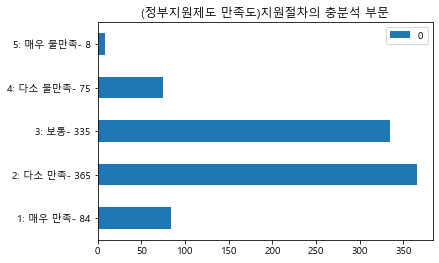 (정부지원제도 만족도)지원절차의 충분석 부문
0
5: 매우 불만족- 8
4: 다소 불만족- 75
3: 보통- 335
2: 다소 만족- 365
1: 매우 만족- 84
0 50 100 150 200 250 300 350